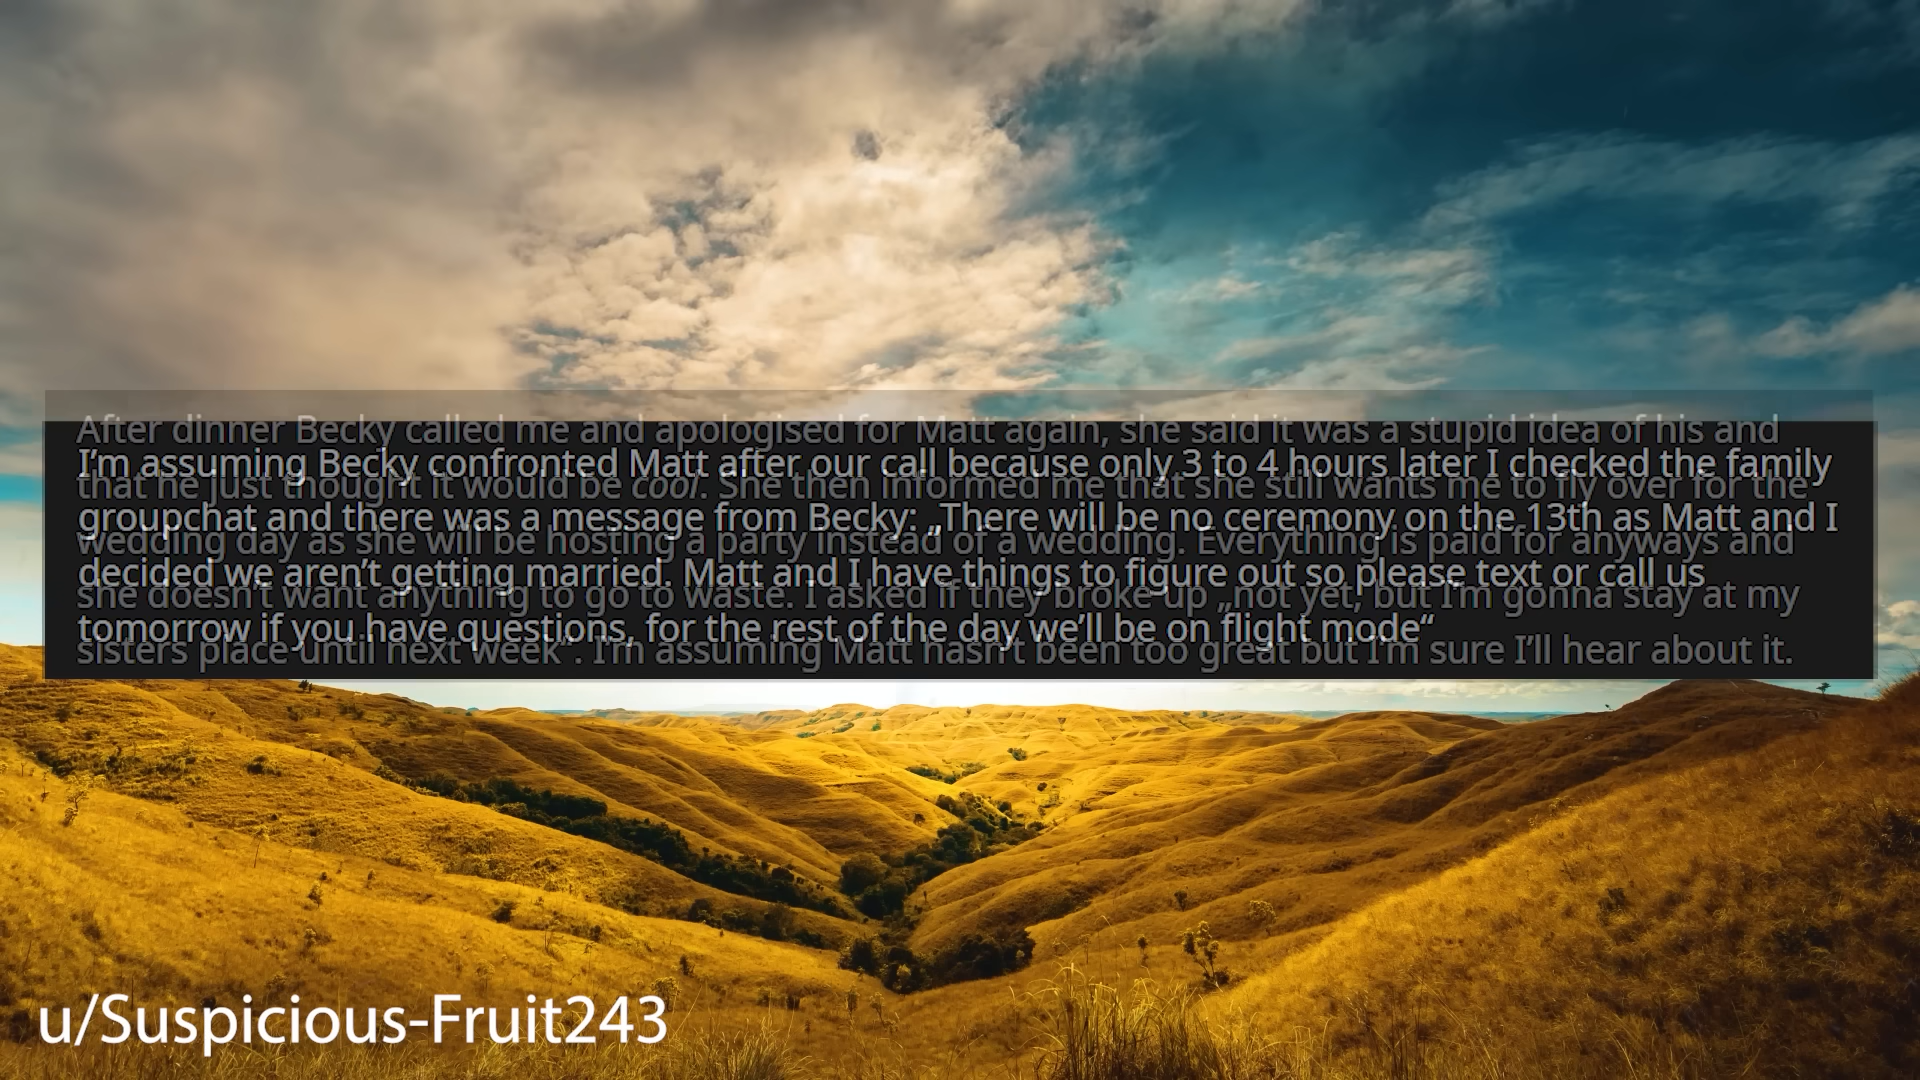 After dinner Becky called me and apologised for Matt again, she said it was a stupid idea of his and
that he just thought it would be cool. She then informed me that she still wants me to fly over for the
wedding day as she will be hosting a party instead of a wedding. Everything is paid for anyways and
she doesn't want anything to go to waste. I asked if they broke up „not yet, but I'm gonna stay at my
sisters place until next week“. I'm assuming Matt hasn't been too great but I'm sure I'll hear about it.
I'm assuming Becky confronted Matt after our call because only 3 to 4 hours later I checked the family
groupchat and there was a message from Becky: „There will be no ceremony on the 13th as Matt and I
decided we aren't getting married. Matt and I have things to figure out so please text or call us
tomorrow if you have questions, for the rest of the day we'll be on flight mode“
u/Suspicious-Fruit243